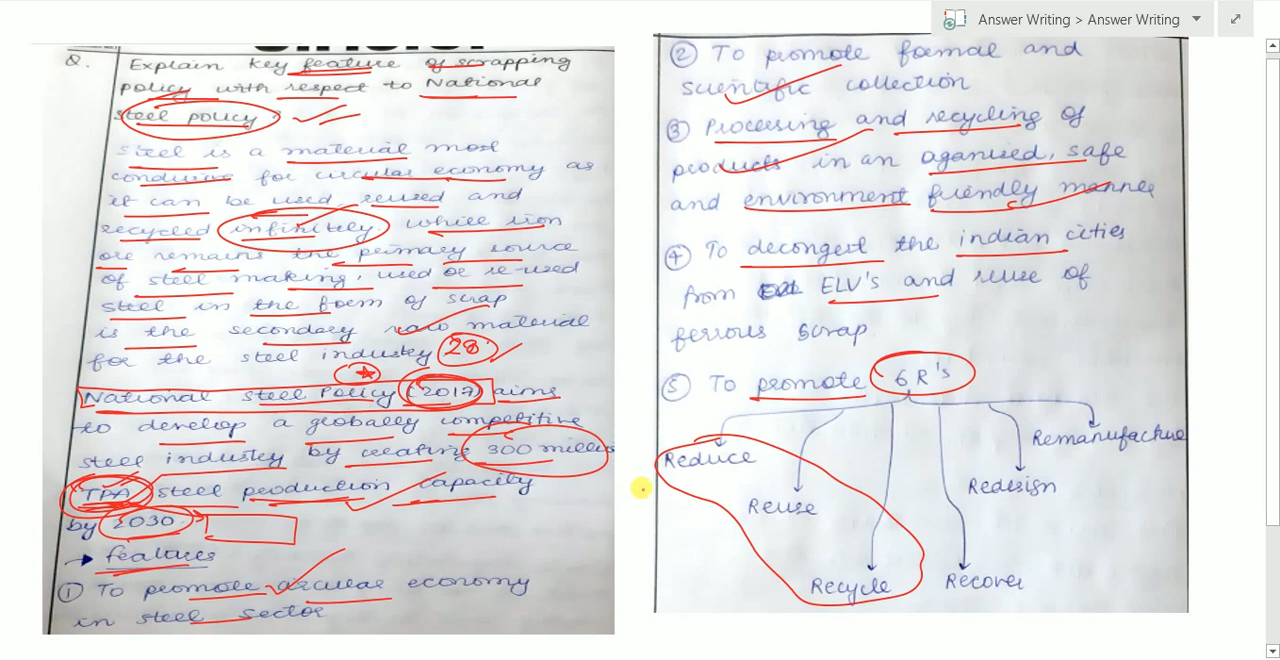 Answer Writing > Answer Writing
Q. Explain key feature of scrapping
policy with respect to National
steel policy.
Steel is a material most
conducive for circular economy as
it can be used, reused and
recycled infinitely. While iron
ore remains the primary source
of steel making, used or re-used
steel in the form of scrap
is the secondary raw material
for the steel industry 28
National Steel Policy (2017) aims
to develop a globally competitive
steel industry by creating 300 million
TPA steel production capacity
by 2030.
→ features
① To promote circular economy
in steel sector
② To promote formal and
scientific collection
③ Processing and recycling of
products in an oganised, safe
and environment friendly manner
④ To decongest the indian cities
from ELV's and reuse of
ferrous scrap.
⑤ To promote 6 R's
Reduce
Reuse
Recycle
Recover
Redesign
Remanufacture